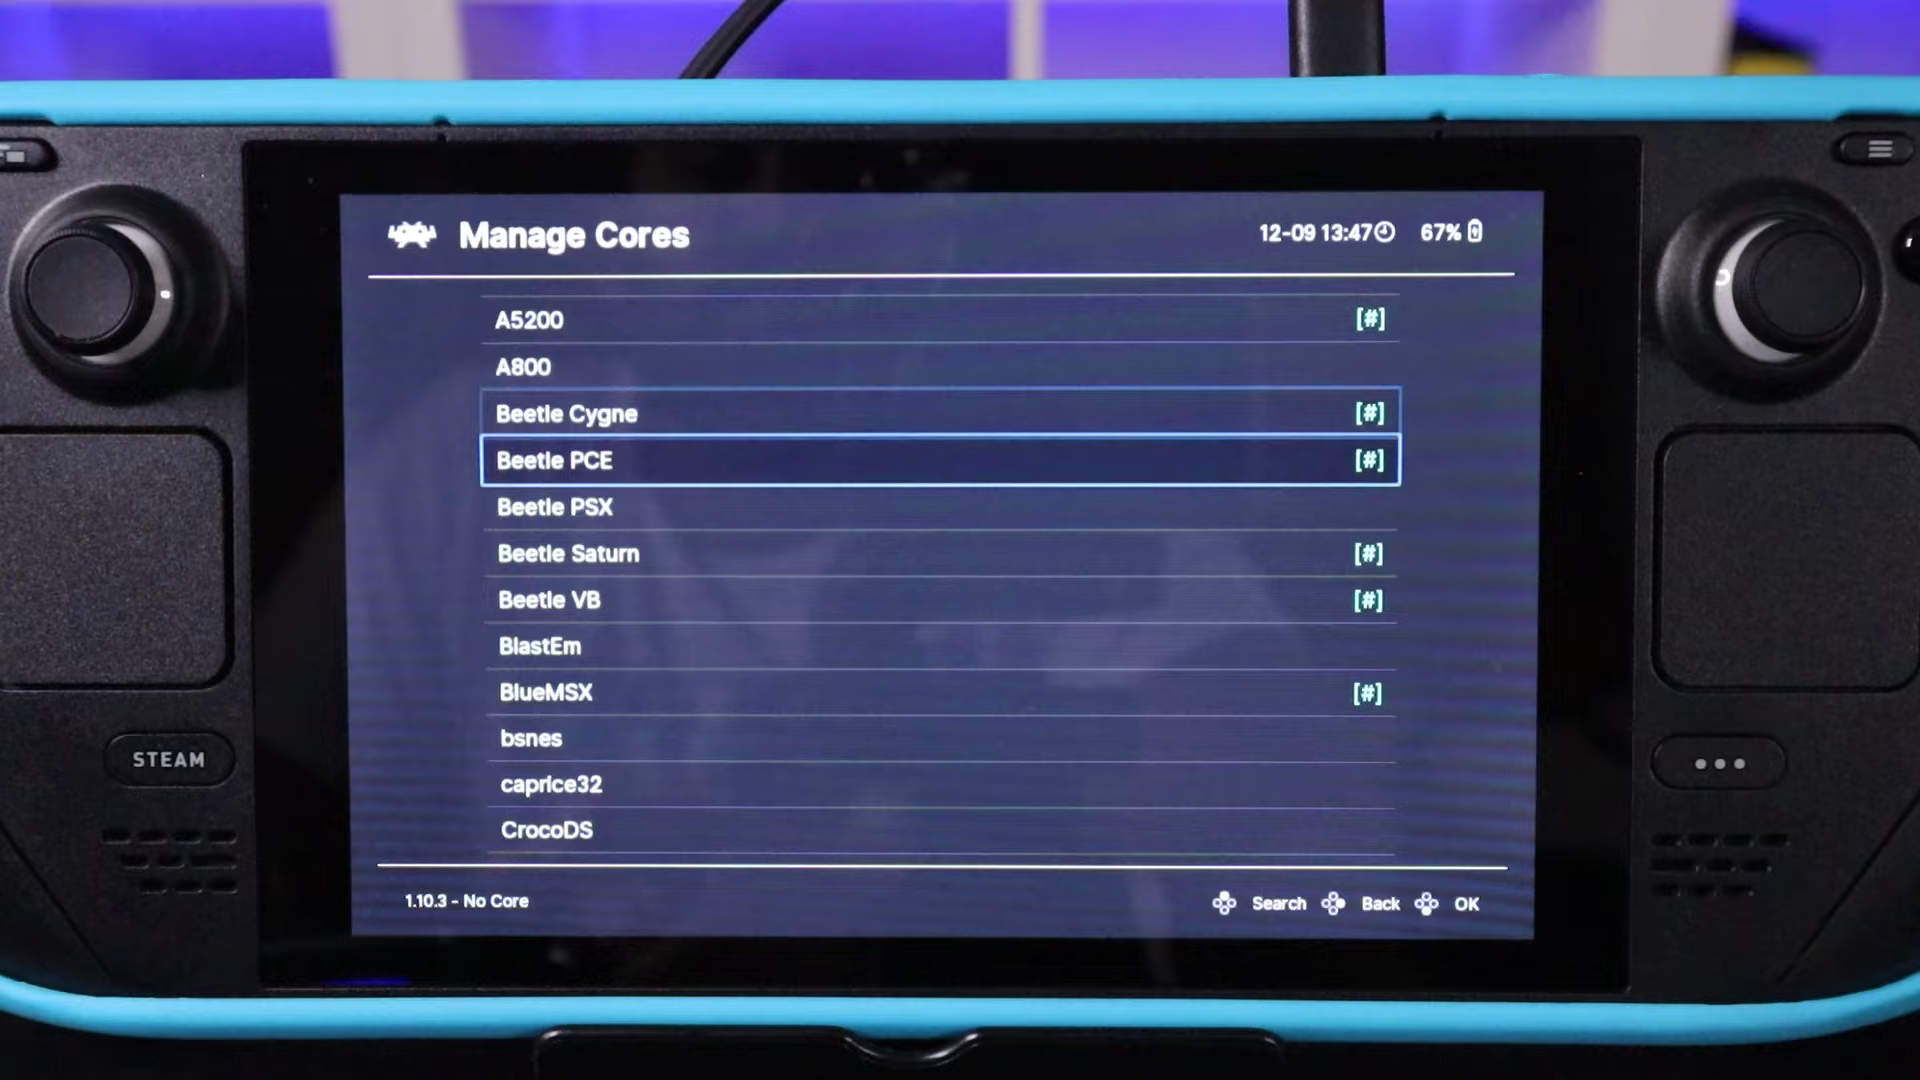 Manage Cores 12-09 13:47 67%
A5200 [#]
A800
Beetle Cygne [#]
Beetle PCE [#]
Beetle PSX
Beetle Saturn [#]
Beetle VB [#]
BlastEm
BlueMSX [#]
bsnes
caprice32
CrocoDS
1.10.3 - No Core Search Back OK
STEAM